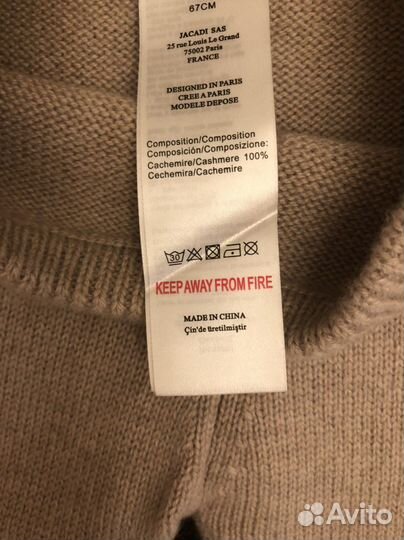 67CM
JACADI SAS
25 rue Louis Le Grand
75002 Paris
FRANCE
DESIGNED IN PARIS
CREE A PARIS
MODELE DEPOSE
Composition/Composition
Composición/Composizione:
Cachemire/Cashmere 100%
Cechemira/Cachemire
30
KEEP AWAY FROM FIRE
MADE IN CHINA
Çin'de üretilmiştir
Avito